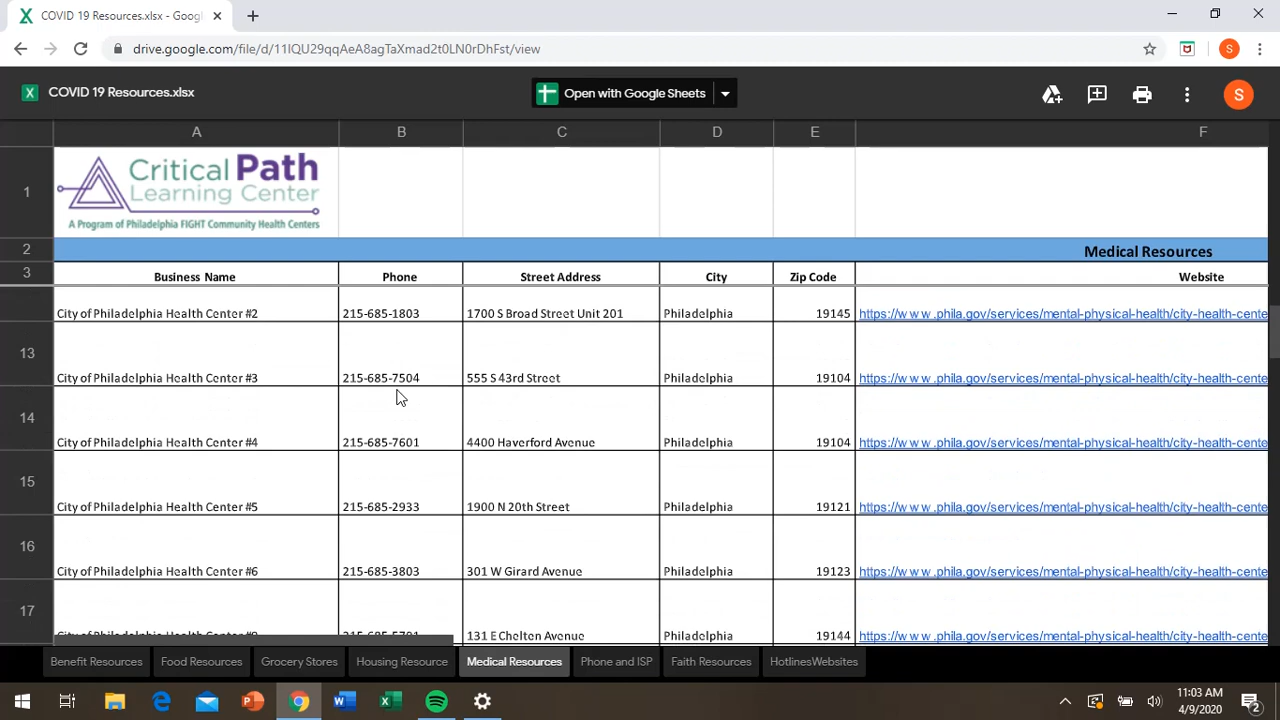 COVID 19 Resources.xlsx - Goog
drive.google.com/file/d/11IQU29qqAeA8agTaXmad2t0LN0rDhFst/view
S
COVID 19 Resources.xlsx
Open with Google Sheets
S
A B C D E F
1
Critical Path
Learning Center
A Program of Philadelphia FIGHT Community Health Centers
2 Medical Resources
3 Business Name Phone Street Address City Zip Code Website
City of Philadelphia Health Center #2 215-685-1803 1700 S Broad Street Unit 201 Philadelphia 19145 https://www.phila.gov/services/mental-physical-health/city-health-cente
13 City of Philadelphia Health Center #3 215-685-7504 555 S 43rd Street Philadelphia 19104 https://www.phila.gov/services/mental-physical-health/city-health-cente
14 City of Philadelphia Health Center #4 215-685-7601 4400 Haverford Avenue Philadelphia 19104 https://www.phila.gov/services/mental-physical-health/city-health-cente
15 City of Philadelphia Health Center #5 215-685-2933 1900 N 20th Street Philadelphia 19121 https://www.phila.gov/services/mental-physical-health/city-health-cente
16 City of Philadelphia Health Center #6 215-685-3803 301 W Girard Avenue Philadelphia 19123 https://www.phila.gov/services/mental-physical-health/city-health-cente
17 City of Philadelphia Health Center 131 E Chelten Avenue Philadelphia 19144 https://www.phila.gov/services/mental-physical-health/city-health-cente
Benefit Resources Food Resources Grocery Stores Housing Resource Medical Resources Phone and ISP Faith Resources HotlinesWebsites
11:03 AM
4/9/2020
2